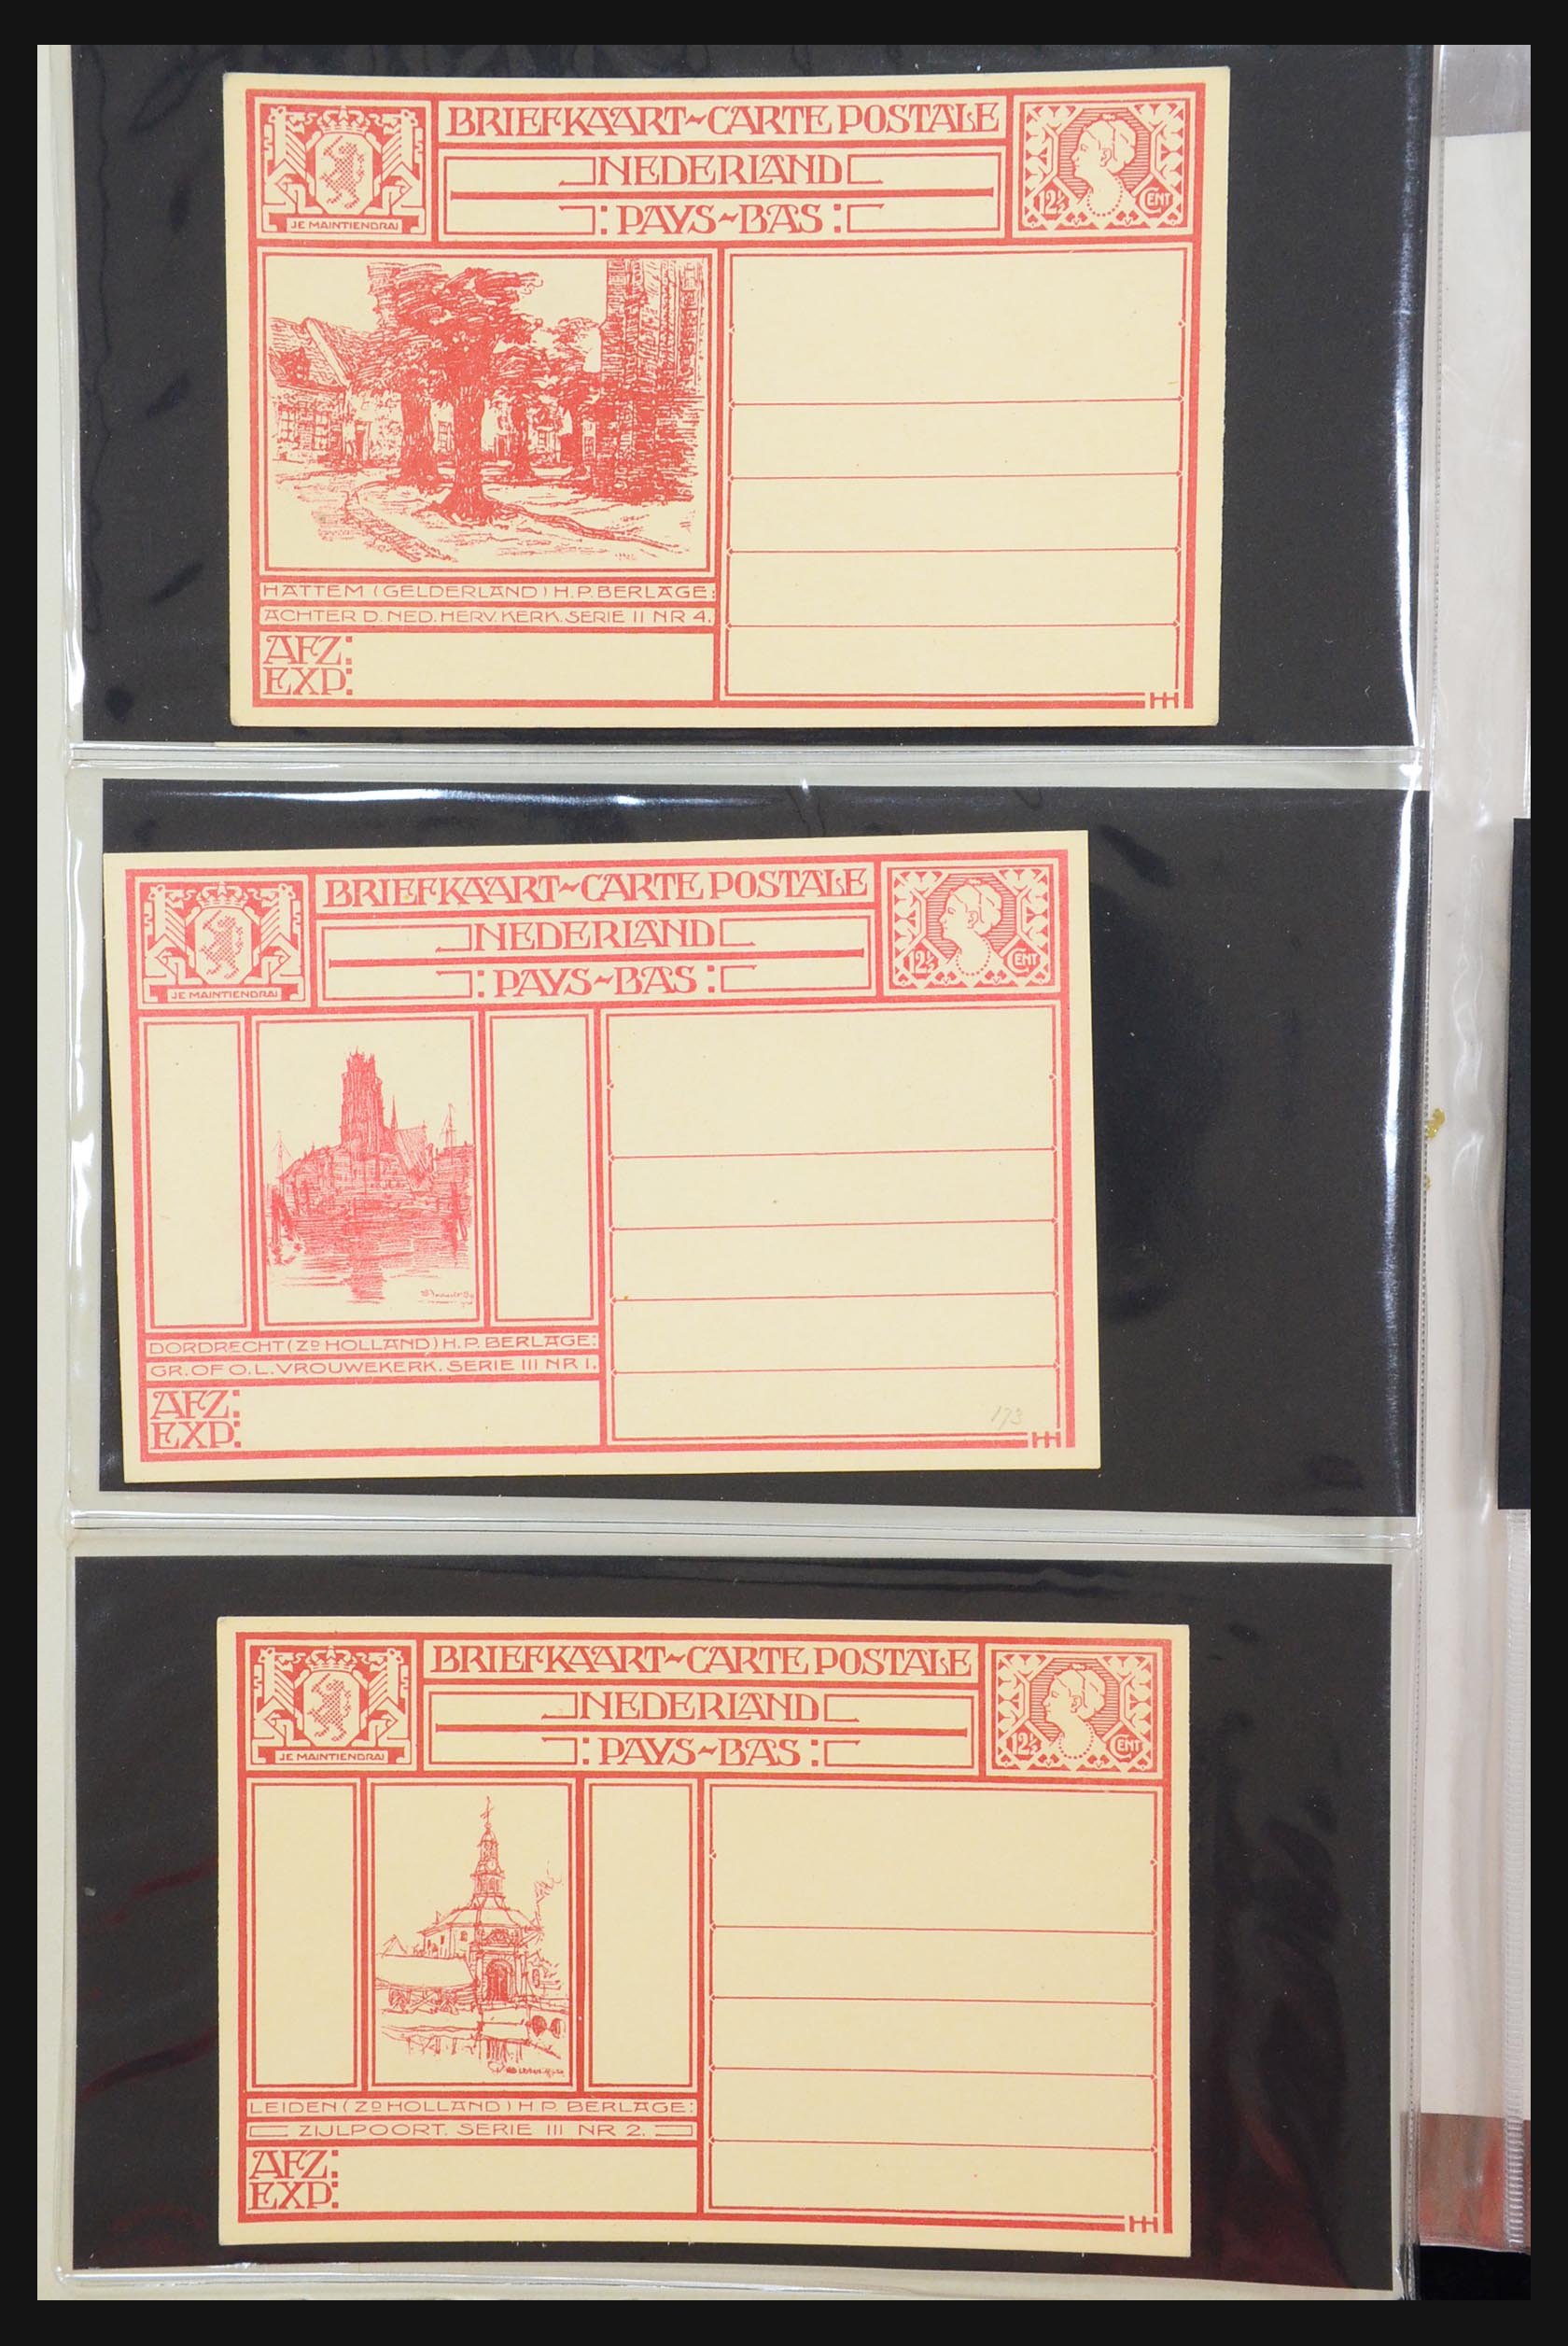 BRIEFKAART~CARTE POSTALE
NEDERLAND
:PAYS~BAS:
JE MAINTIENDRAI
12½ CENT
HATTEM (GELDERLAND) H.P. BERLAGE:
ACHTER D. NED. HERV. KERK. SERIE II NR 4.
AFZ:
EXP:
HH
BRIEFKAART~CARTE POSTALE
NEDERLAND
:PAYS~BAS:
JE MAINTIENDRAI
12½ CENT
DORDRECHT (ZD HOLLAND) H.P. BERLAGE:
GR. OF O.L. VROUWEKERK. SERIE III NR 1.
AFZ:
EXP:
173
HH
BRIEFKAART~CARTE POSTALE
NEDERLAND
:PAYS~BAS:
JE MAINTIENDRAI
12½ CENT
LEIDEN (ZD HOLLAND) H.P. BERLAGE:
ZIJLPOORT. SERIE III NR 2.
AFZ:
EXP:
HH